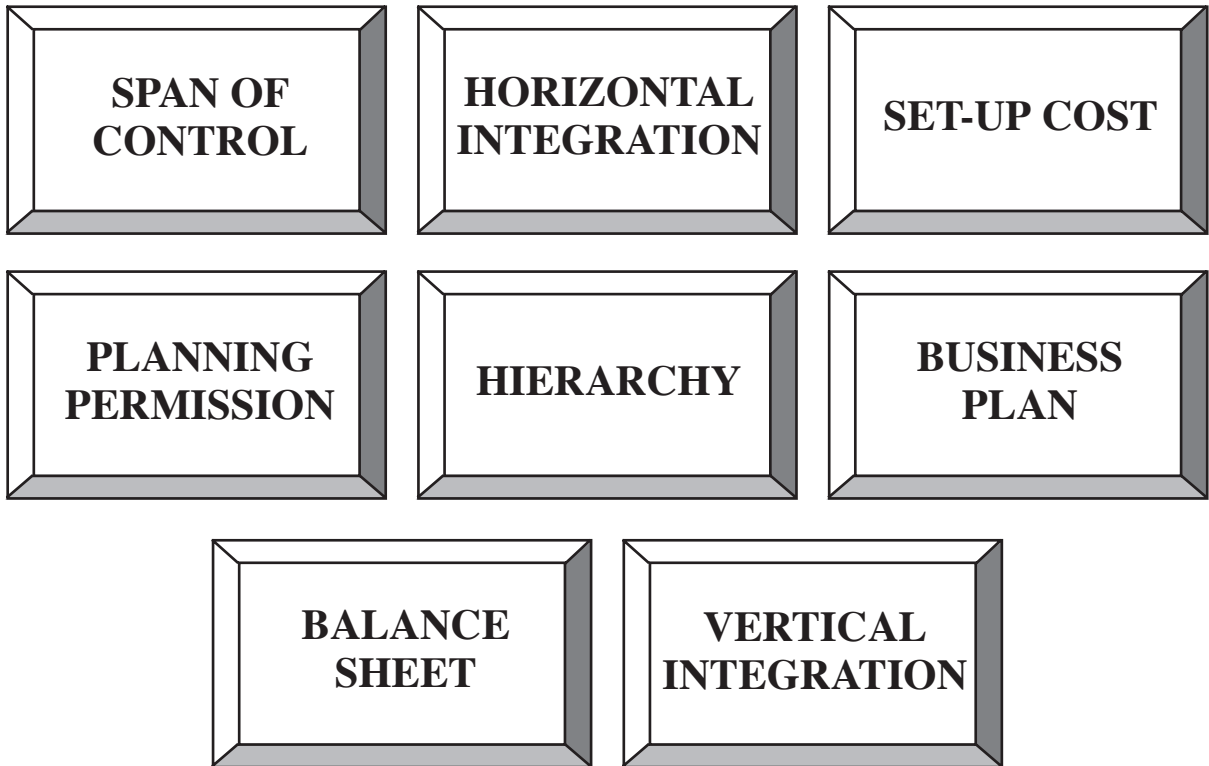 SPAN OF
CONTROL
HORIZONTAL
INTEGRATION
SET-UP COST
PLANNING
PERMISSION
HIERARCHY
BUSINESS
PLAN
BALANCE
SHEET
VERTICAL
INTEGRATION